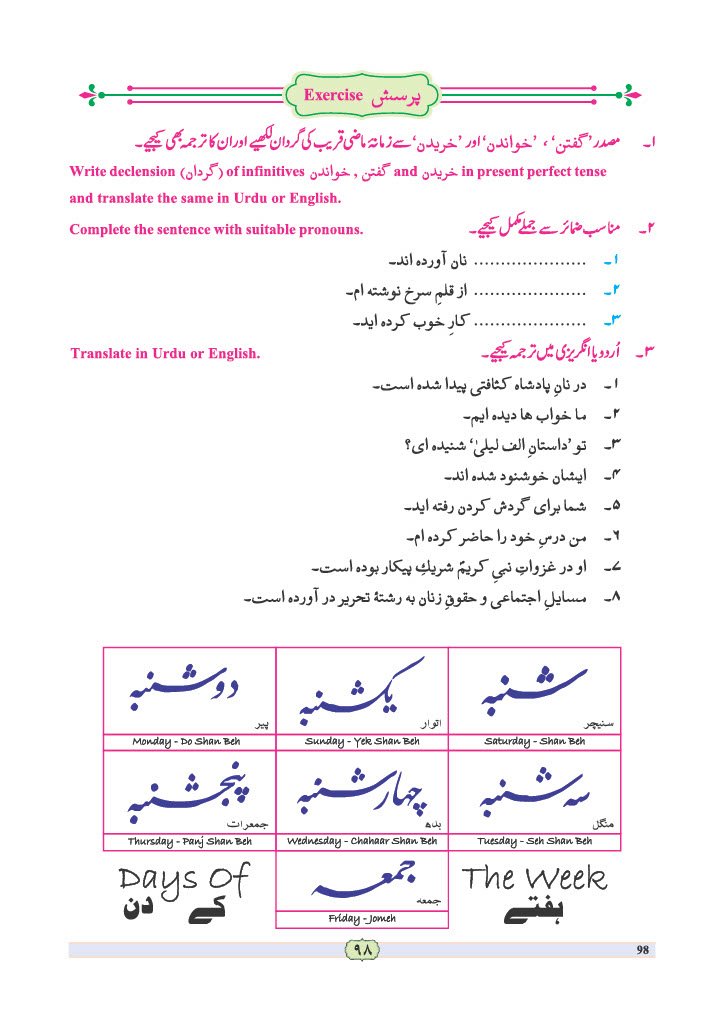 Exercise پرسش
۱۔ مصدر ’گفتن‘ ، ’خواندن‘ اور ’خریدن‘ سے زمانۂ ماضی قریب کی گردان لکھیے اور ان کا ترجمہ بھی کیجیے۔
Write declension (گردان) of infinitives گفتن , خواندن and خریدن in present perfect tense
and translate the same in Urdu or English.
۲۔ مناسب ضمائر سے جملے مکمل کیجیے۔ Complete the sentence with suitable pronouns.
۱۔ ..................... نان آورده اند۔
۲۔ ..................... از قلمِ سرخ نوشته ام۔
۳۔ ..................... کارِ خوب کرده اید۔
۳۔ اُردو یا انگریزی میں ترجمہ کیجیے۔ Translate in Urdu or English.
۱۔ در نانِ پادشاه کثافتی پیدا شده است۔
۲۔ ما خواب ها دیده ایم۔
۳۔ تو ’داستانِ الف لیلیٰ‘ شنیده ای؟
۴۔ ایشان خوشنود شده اند۔
۵۔ شما برای گردش کردن رفته اید۔
۶۔ من درسِ خود را حاضر کرده ام۔
۷۔ او در غزواتِ نبیِ کریمؐ شریكِ پیکار بوده است۔
۸۔ مسایلِ اجتماعی و حقوقِ زنان به رشتۂ تحریر در آورده است۔
شنبه یکشنبه دوشنبه
سنیچر اتوار پیر
Monday - Do Shan Beh Sunday - Yek Shan Beh Saturday - Shan Beh
سه شنبه چهارشنبه پنجشنبه
منگل بدھ جمعرات
Thursday - Panj Shan Beh Wednesday - Chahaar Shan Beh Tuesday - Seh Shan Beh
Days Of جمعه The Week
ہفتے جمعه کے دن
Friday - Jomeh
۹۸ 98